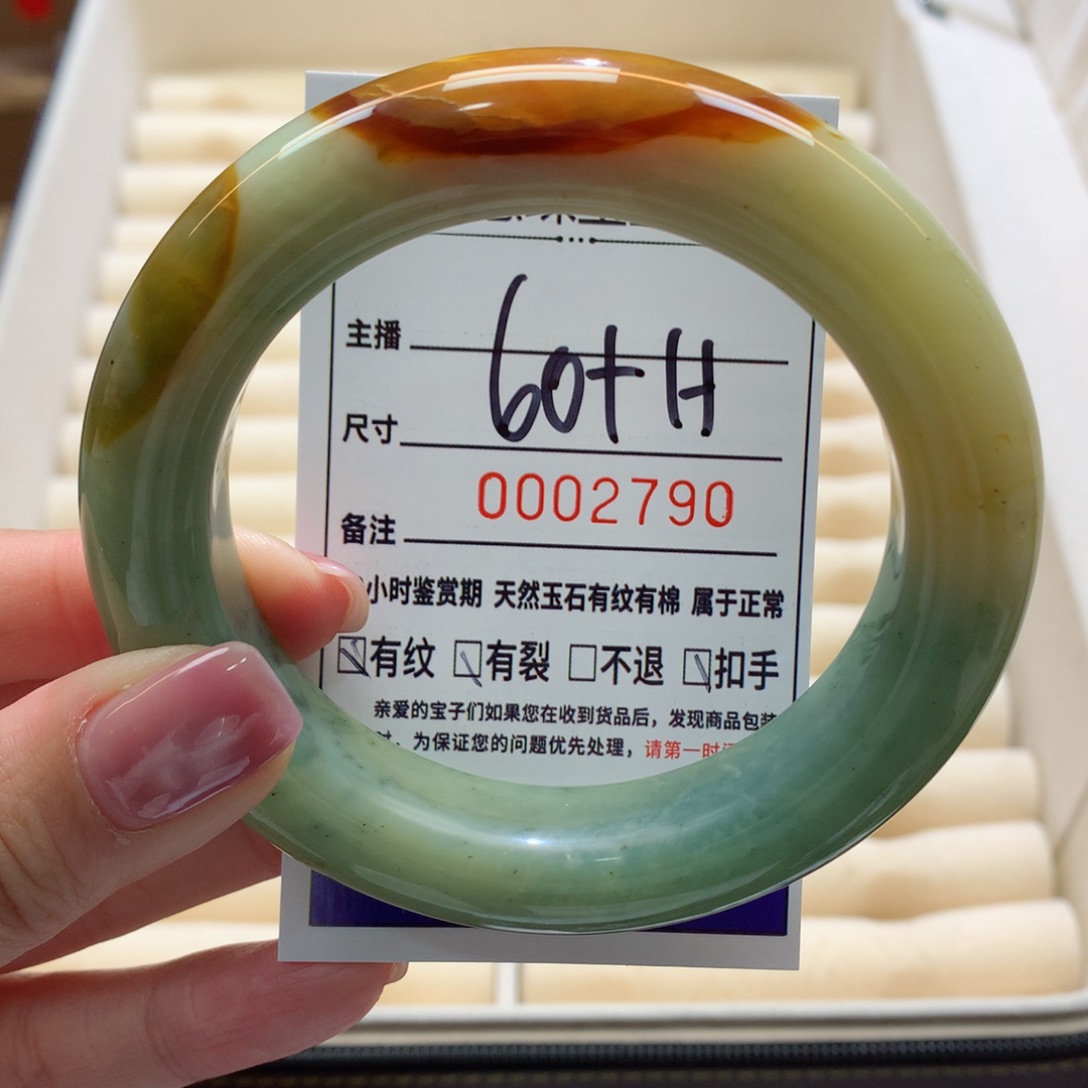 主播
60+ H
尺寸
0002790
备注
小时鉴赏期 天然玉石有纹有棉 属于正常
☑有纹 ☑有裂 □不退 ☑扣手
亲爱的宝子们如果您在收到货品后，发现商品包装
时，为保证您的问题优先处理，请第一时